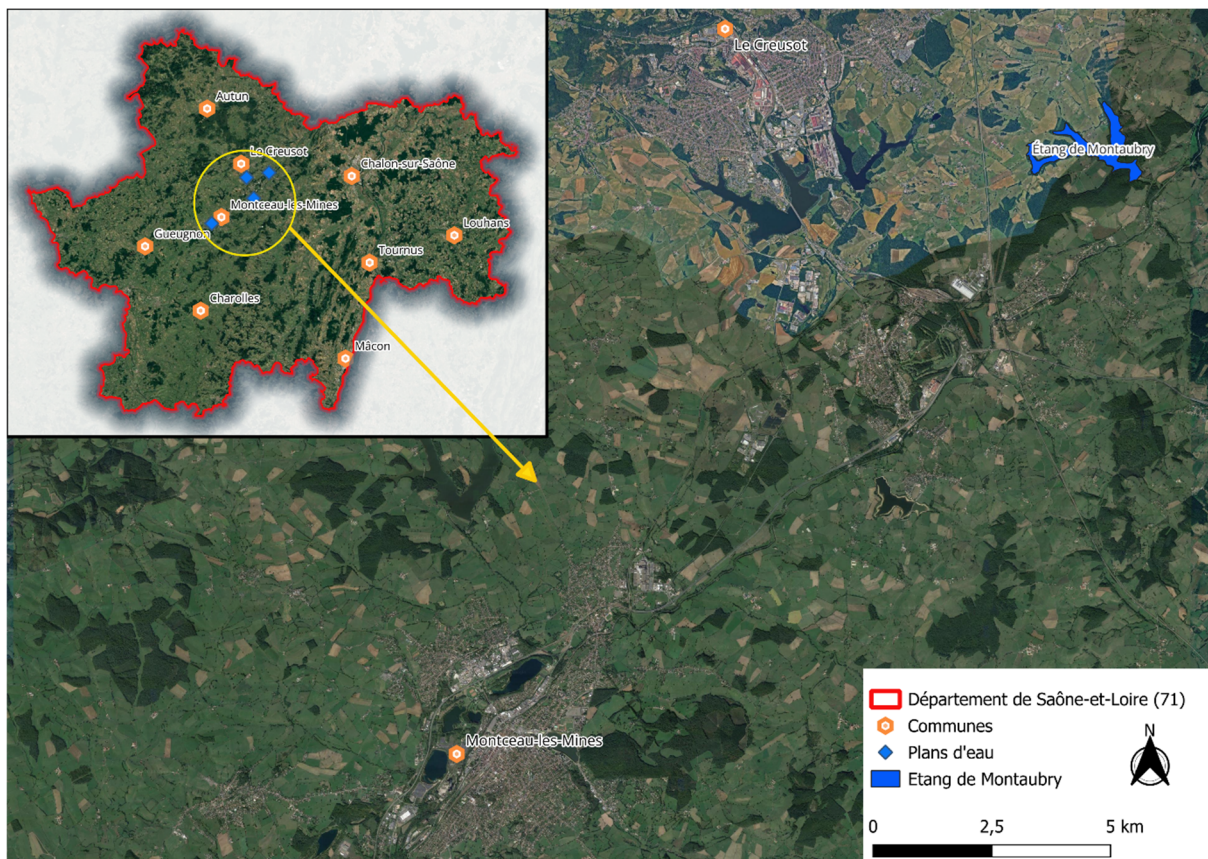 Autun
Le Creusot
Chalon-sur-Saône
Montceau-les-Mines
Louhans
Gueugnon
Tournus
Charolles
Mâcon
Le Creusot
Étang de Montaubry
Montceau-les-Mines
Département de Saône-et-Loire (71)
Communes
Plans d'eau
Etang de Montaubry
N
0 2,5 5 km